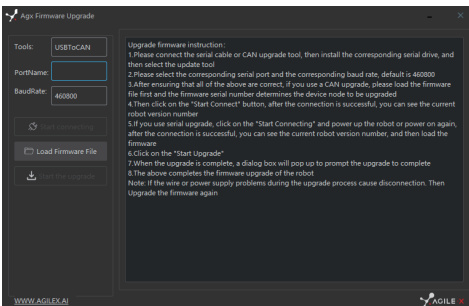 Agx Firmware Upgrade
Tools:
USBToCAN
PortName:
BaudRate:
460800
Start connecting
Load Firmware File
Start the upgrade
Upgrade firmware instruction:
1.Please connect the serial cable or CAN upgrade tool, then install the corresponding serial drive, and
then select the update tool
2.Please select the corresponding serial port and the corresponding baud rate, default is 460800
3.After ensuring that all of the above are correct, if you use a CAN upgrade, please load the firmware
file first and the firmware serial number determines the device node to be upgraded
4.Then click on the "Start Connect" button, after the connection is successful, you can see the current
robot version number
5.If you use serial upgrade, click on the "Start Connecting" and power up the robot or power on again,
after the connection is successful, you can see the current robot version number, and then load the
firmware
6.Click on the "Start Upgrade"
7.When the upgrade is complete, a dialog box will pop up to prompt the upgrade to complete
8.The above completes the firmware upgrade of the robot
Note: If the wire or power supply problems during the upgrade process cause disconnection. Then
Upgrade the firmware again
WWW.AGILEX.AI
AGILE X